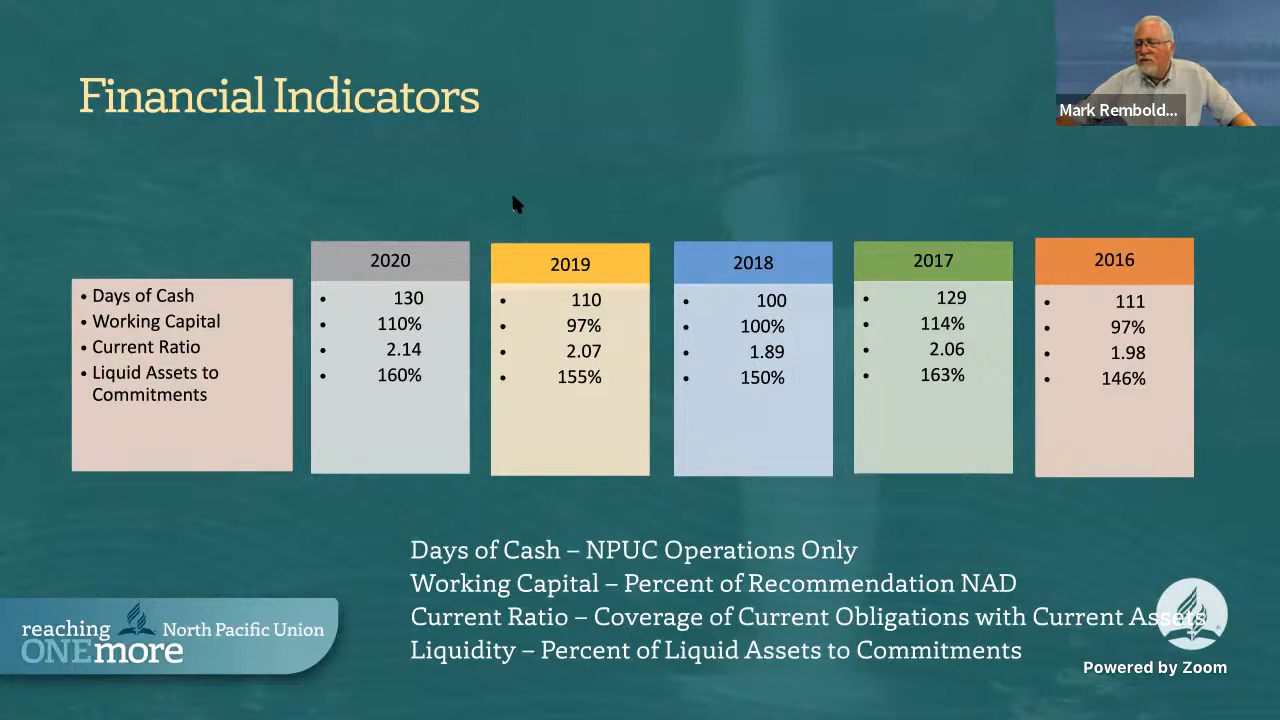 Financial Indicators
Mark Rembold...
• Days of Cash
• Working Capital
• Current Ratio
• Liquid Assets to
Commitments
2020
• 130
• 110%
• 2.14
• 160%
2019
• 110
• 97%
• 2.07
• 155%
2018
• 100
• 100%
• 1.89
• 150%
2017
• 129
• 114%
• 2.06
• 163%
2016
• 111
• 97%
• 1.98
• 146%
Days of Cash – NPUC Operations Only
Working Capital – Percent of Recommendation NAD
Current Ratio – Coverage of Current Obligations with Current Assets
Liquidity – Percent of Liquid Assets to Commitments
reaching
ONEmore
North Pacific Union
Powered by Zoom